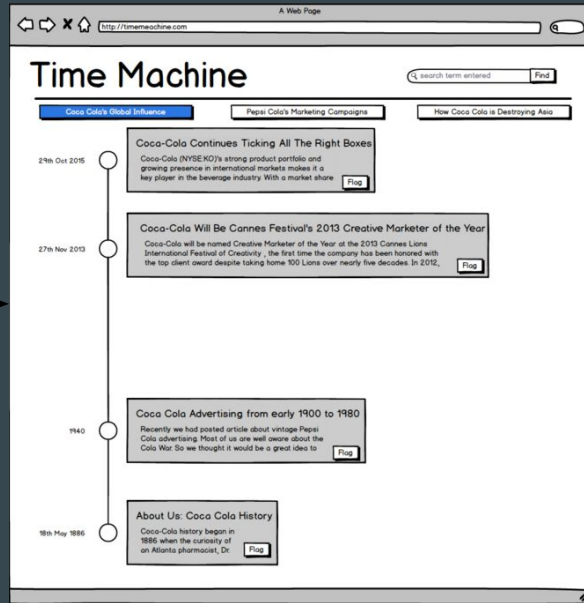 A Web Page
http://timemeachine.com
Time Machine
search term entered
Find
Coca Cola's Global Influence
Pepsi Cola's Marketing Campaigns
How Coca Cola is Destroying Asia
29th Oct 2015
Coca-Cola Continues Ticking All The Right Boxes
Coca-Cola (NYSE:KO)'s strong product portfolio and
growing presence in international markets makes it a
key player in the beverage industry. With a market share
Flag
27th Nov 2013
Coca-Cola Will Be Cannes Festival's 2013 Creative Marketer of the Year
Coca-Cola will be named Creative Marketer of the Year at the 2013 Cannes Lions
International Festival of Creativity , the first time the company has been honored with
the top client award despite taking home 100 Lions over nearly five decades. In 2012,
Flag
1940
Coca Cola Advertising from early 1900 to 1980
Recently we had posted article about vintage Pepsi
Cola advertising. Most of us are well aware about the
Cola War. So we thought it would be a great idea to
Flag
18th May 1886
About Us: Coca Cola History
Coca-Cola history began in
1886 when the curiosity of
an Atlanta pharmacist, Dr.
Flag